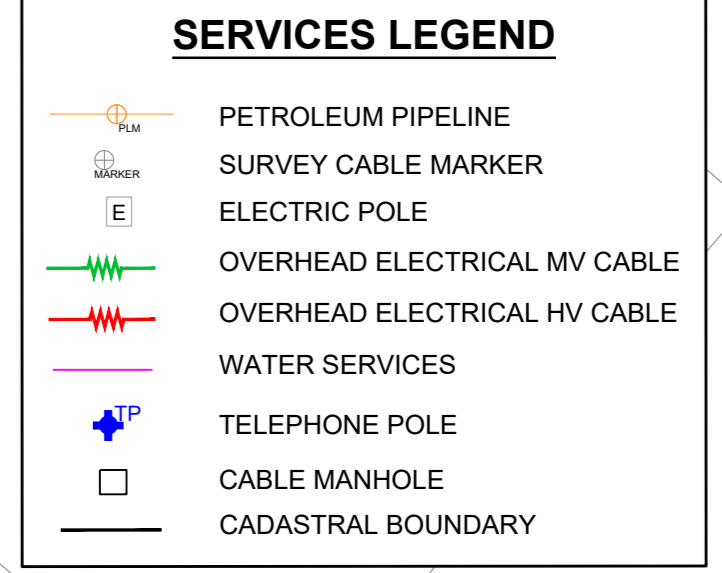 SERVICES LEGEND
PLM
PETROLEUM PIPELINE
MARKER
SURVEY CABLE MARKER
E
ELECTRIC POLE
OVERHEAD ELECTRICAL MV CABLE
OVERHEAD ELECTRICAL HV CABLE
WATER SERVICES
TP
TELEPHONE POLE
CABLE MANHOLE
CADASTRAL BOUNDARY